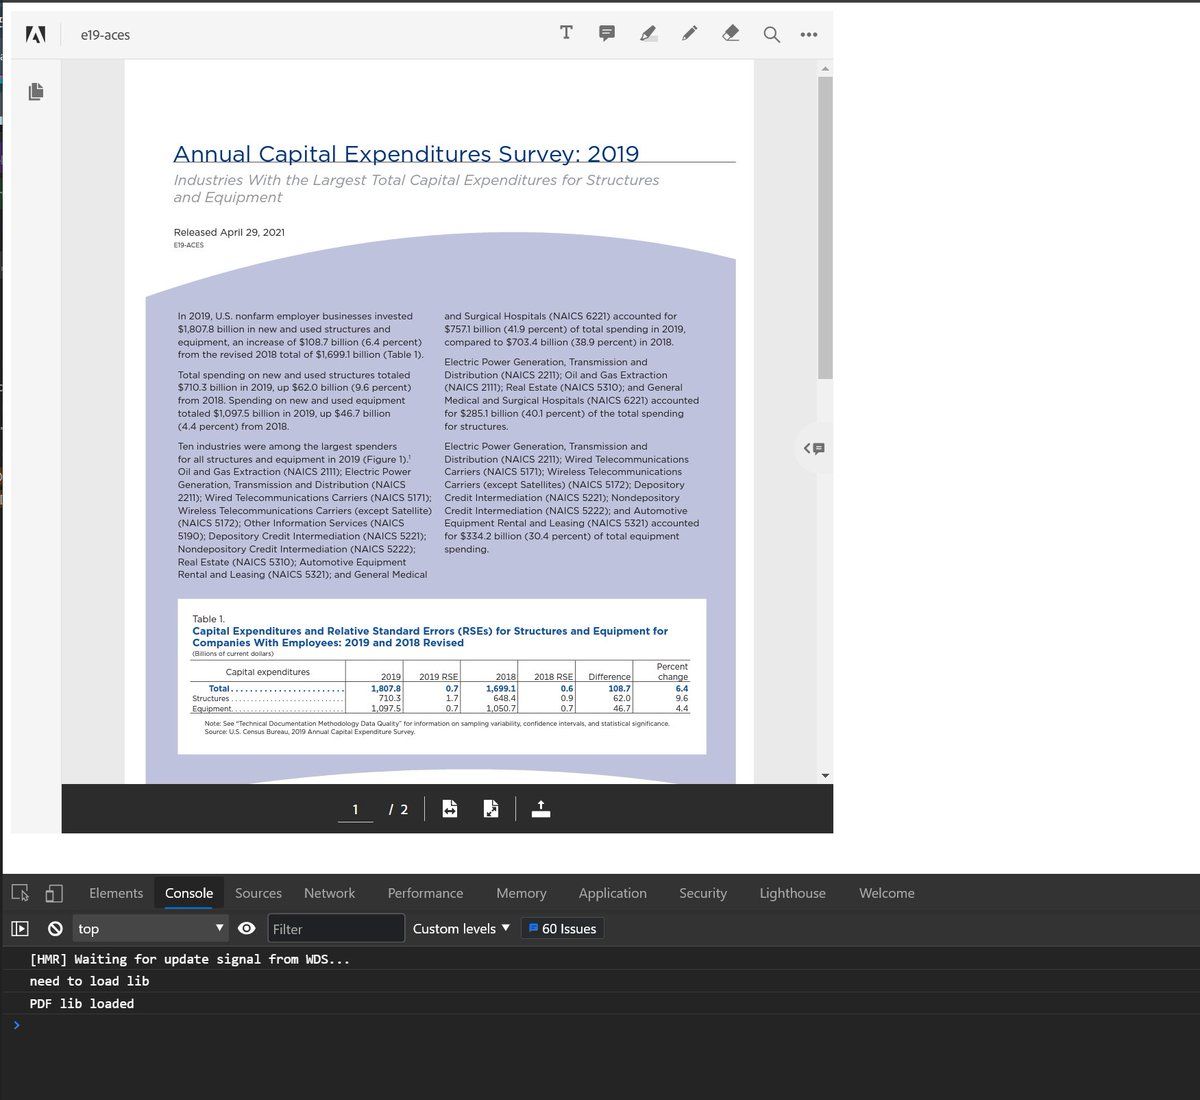 e19-aces
Annual Capital Expenditures Survey: 2019
Industries With the Largest Total Capital Expenditures for Structures
and Equipment
Released April 29, 2021
E19-ACES
In 2019, U.S. nonfarm employer businesses invested
$1,807.8 billion in new and used structures and
equipment, an increase of $108.7 billion (6.4 percent)
from the revised 2018 total of $1,699.1 billion (Table 1).
Total spending on new and used structures totaled
$710.3 billion in 2019, up $62.0 billion (9.6 percent)
from 2018. Spending on new and used equipment
totaled $1,097.5 billion in 2019, up $46.7 billion
(4.4 percent) from 2018.
Ten industries were among the largest spenders
for all structures and equipment in 2019 (Figure 1).¹
Oil and Gas Extraction (NAICS 2111); Electric Power
Generation, Transmission and Distribution (NAICS
2211); Wired Telecommunications Carriers (NAICS 5171);
Wireless Telecommunications Carriers (except Satellite)
(NAICS 5172); Other Information Services (NAICS
5190); Depository Credit Intermediation (NAICS 5221);
Nondepository Credit Intermediation (NAICS 5222);
Real Estate (NAICS 5310); Automotive Equipment
Rental and Leasing (NAICS 5321); and General Medical
and Surgical Hospitals (NAICS 6221) accounted for
$757.1 billion (41.9 percent) of total spending in 2019,
compared to $703.4 billion (38.9 percent) in 2018.
Electric Power Generation, Transmission and
Distribution (NAICS 2211); Oil and Gas Extraction
(NAICS 2111); Real Estate (NAICS 5310); and General
Medical and Surgical Hospitals (NAICS 6221) accounted
for $285.1 billion (40.1 percent) of the total spending
for structures.
Electric Power Generation, Transmission and
Distribution (NAICS 2211); Wired Telecommunications
Carriers (NAICS 5171); Wireless Telecommunications
Carriers (except Satellites) (NAICS 5172); Depository
Credit Intermediation (NAICS 5221); Nondepository
Credit Intermediation (NAICS 5222); and Automotive
Equipment Rental and Leasing (NAICS 5321) accounted
for $334.2 billion (30.4 percent) of total equipment
spending.
Table 1.
Capital Expenditures and Relative Standard Errors (RSEs) for Structures and Equipment for
Companies With Employees: 2019 and 2018 Revised
(Billions of current dollars)
Capital expenditures 2019 2019 RSE 2018 2018 RSE Difference Percent change
Total 1,807.8 0.7 1,699.1 0.6 108.7 6.4
Structures 710.3 1.7 648.4 0.9 62.0 9.6
Equipment 1,097.5 0.7 1,050.7 0.7 46.7 4.4
Note: See "Technical Documentation Methodology Data Quality" for information on sampling variability, confidence intervals, and statistical significance.
Source: U.S. Census Bureau, 2019 Annual Capital Expenditure Survey.
1 / 2
Elements Console Sources Network Performance Memory Application Security Lighthouse Welcome
top Filter Custom levels 60 Issues
[HMR] Waiting for update signal from WDS...
need to load lib
PDF lib loaded